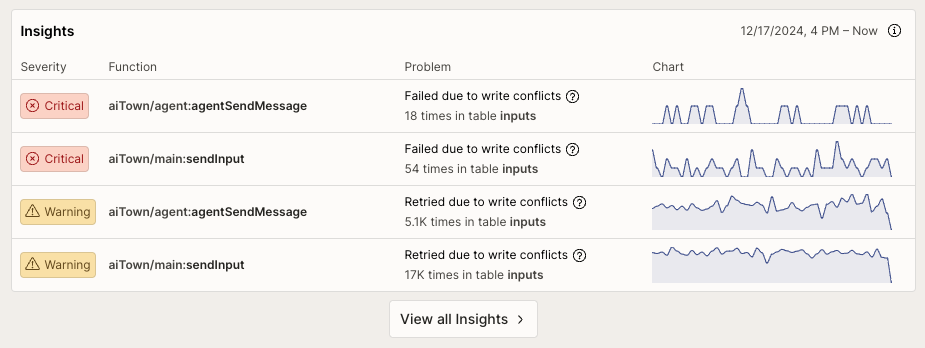 Insights
12/17/2024, 4 PM – Now
Severity Function Problem Chart
Critical aiTown/agent:agentSendMessage Failed due to write conflicts
18 times in table inputs
Critical aiTown/main:sendInput Failed due to write conflicts
54 times in table inputs
Warning aiTown/agent:agentSendMessage Retried due to write conflicts
5.1K times in table inputs
Warning aiTown/main:sendInput Retried due to write conflicts
17K times in table inputs
View all Insights